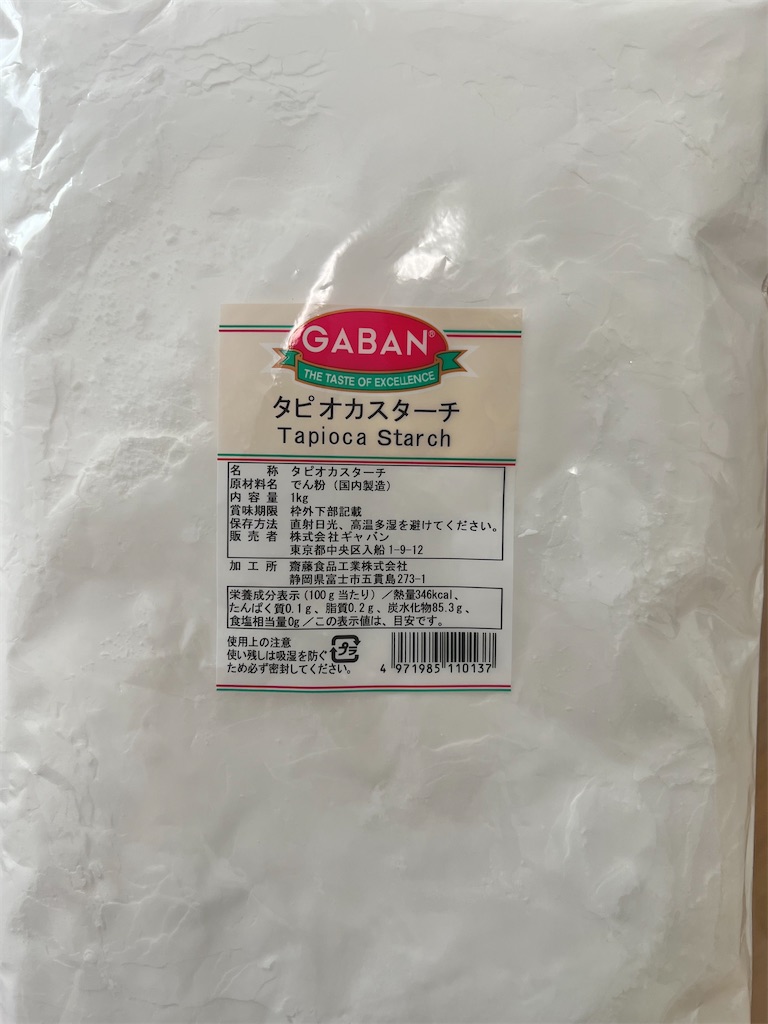 GABAN®
THE TASTE OF EXCELLENCE
タピオカスターチ
Tapioca Starch
名 称 タピオカスターチ
原材料名 でん粉（国内製造）
内容量 1kg
賞味期限 枠外下部記載
保存方法 直射日光、高温多湿を避けてください。
販売者 株式会社ギャバン
東京都中央区入船1-9-12
加工所 齋藤食品工業株式会社
静岡県富士市五貫島273-1
栄養成分表示(100g当たり)／熱量346kcal、
たんぱく質0.1g、脂質0.2g、炭水化物85.3g、
食塩相当量0g／この表示値は、目安です。
使用上の注意
使い残しは吸湿を防ぐ
ため必ず密封してください。
プラ
4 971985 110137